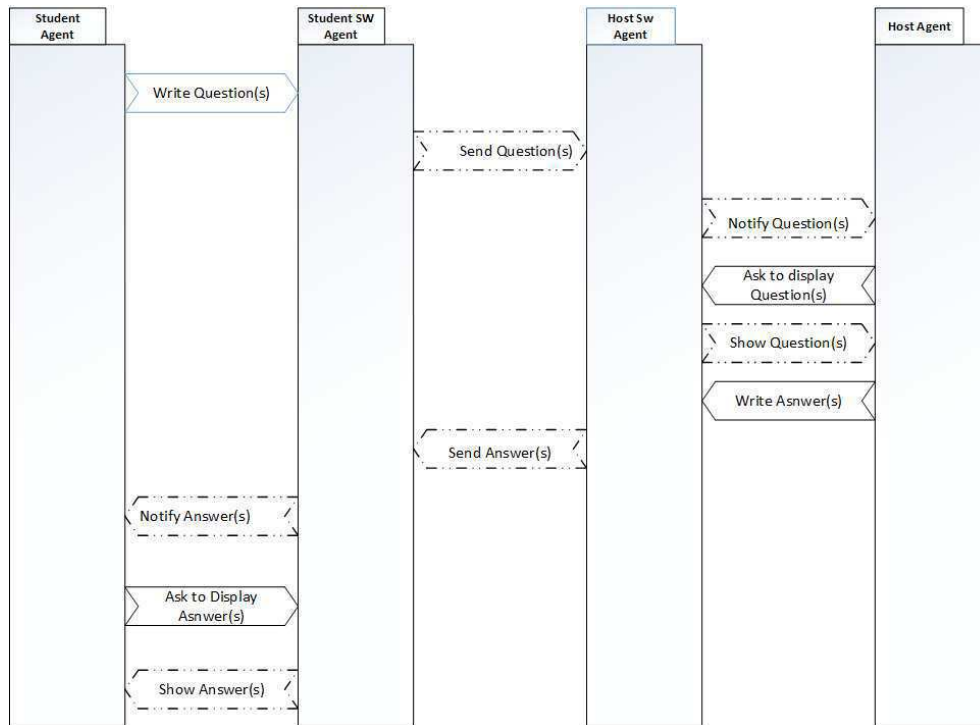 Student
Agent
Student SW
Agent
Host Sw
Agent
Host Agent
Write Question(s)
Send Question(s)
Notify Question(s)
Ask to display
Question(s)
Show Question(s)
Write Asnwer(s)
Send Answer(s)
Notify Answer(s)
Ask to Display
Asnwer(s)
Show Answer(s)